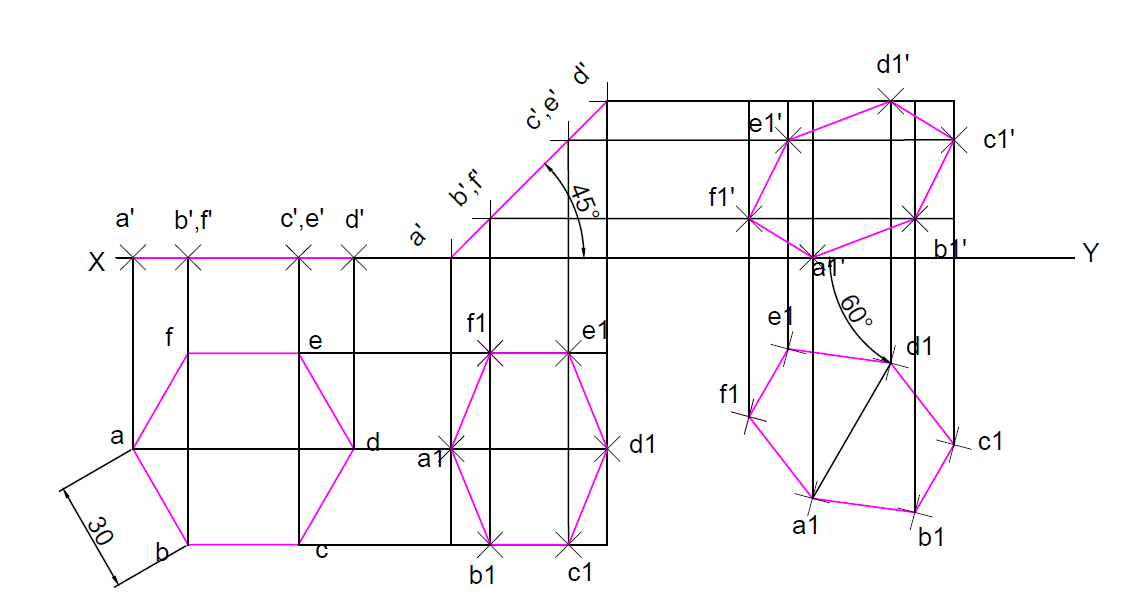 d1'
d'
c',e'
e1'
c1'
b',f'
45°
f1'
a'
b',f'
c',e'
d'
a'
b1'
X
Y
a1'
60°
f
e
f1
e1
e1
d1
f1
a
d
a1
d1
c1
30
b
c
a1
b1
b1
c1